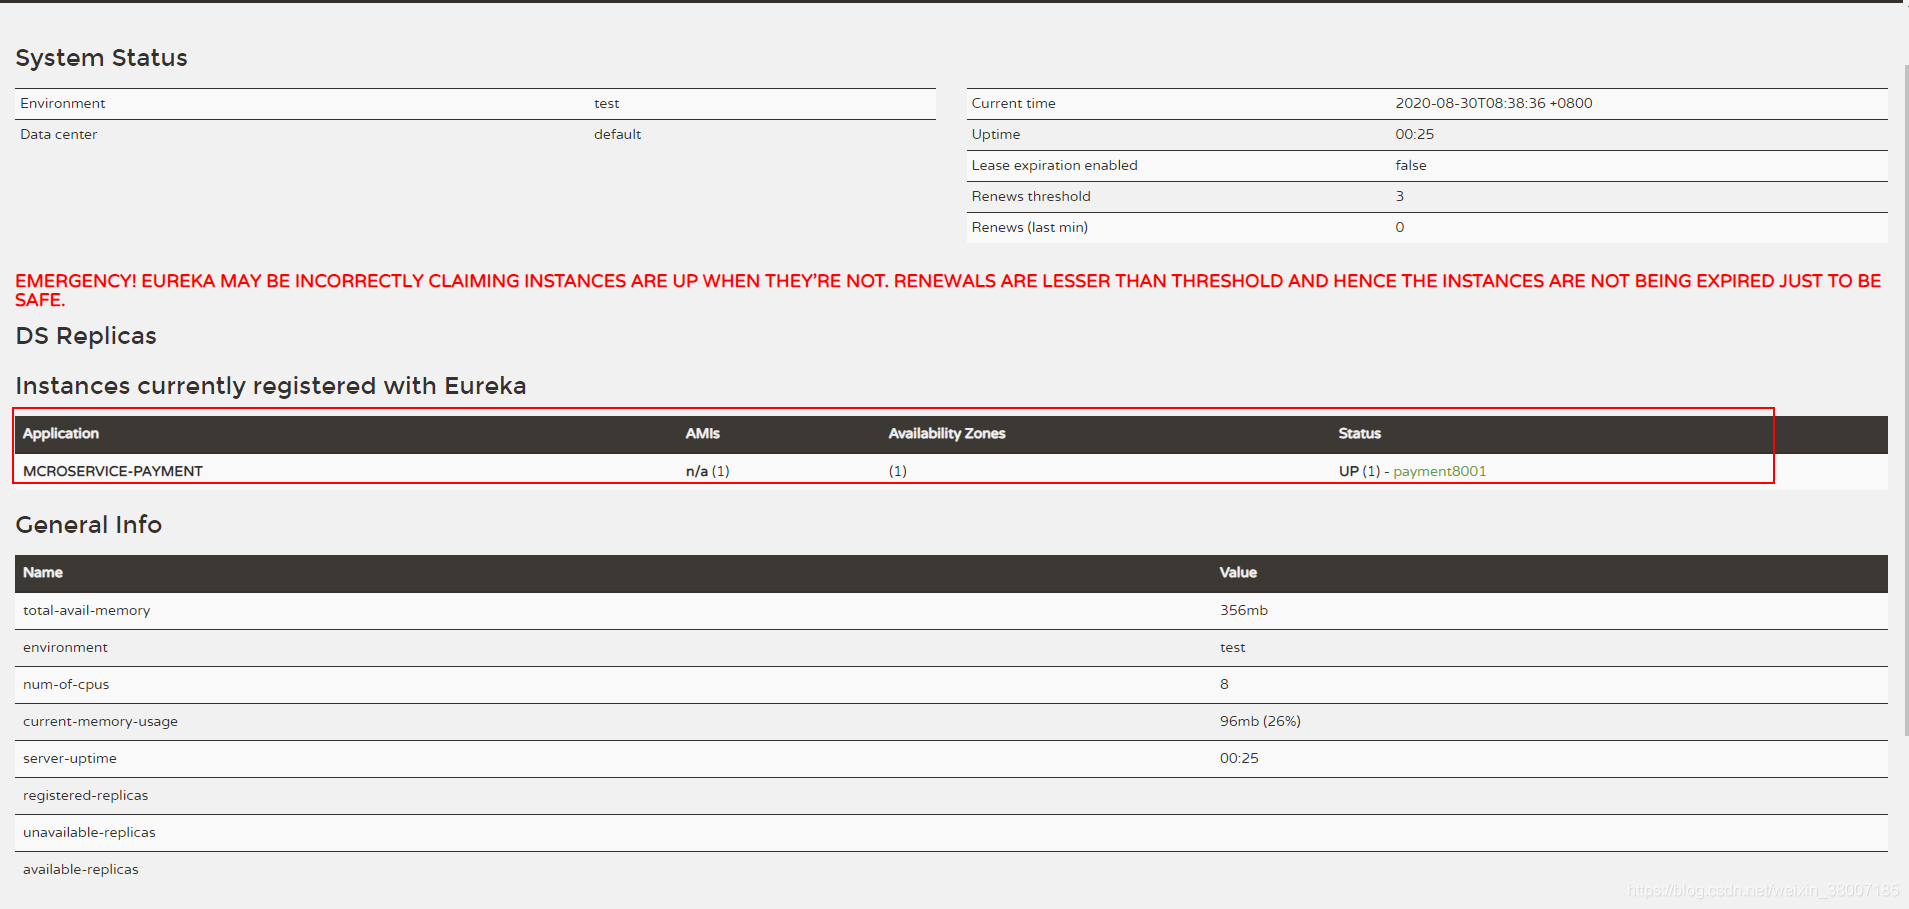 System Status
Environment test
Data center default
Current time 2020-08-30T08:38:36 +0800
Uptime 00:25
Lease expiration enabled false
Renews threshold 3
Renews (last min) 0
EMERGENCY! EUREKA MAY BE INCORRECTLY CLAIMING INSTANCES ARE UP WHEN THEY'RE NOT. RENEWALS ARE LESSER THAN THRESHOLD AND HENCE THE INSTANCES ARE NOT BEING EXPIRED JUST TO BE
SAFE.
DS Replicas
Instances currently registered with Eureka
Application AMIs Availability Zones Status
MCROSERVICE-PAYMENT n/a (1) (1) UP (1) - payment8001
General Info
Name Value
total-avail-memory 356mb
environment test
num-of-cpus 8
current-memory-usage 96mb (26%)
server-uptime 00:25
registered-replicas
unavailable-replicas
available-replicas
https://blog.csdn.net/weixin_38007185